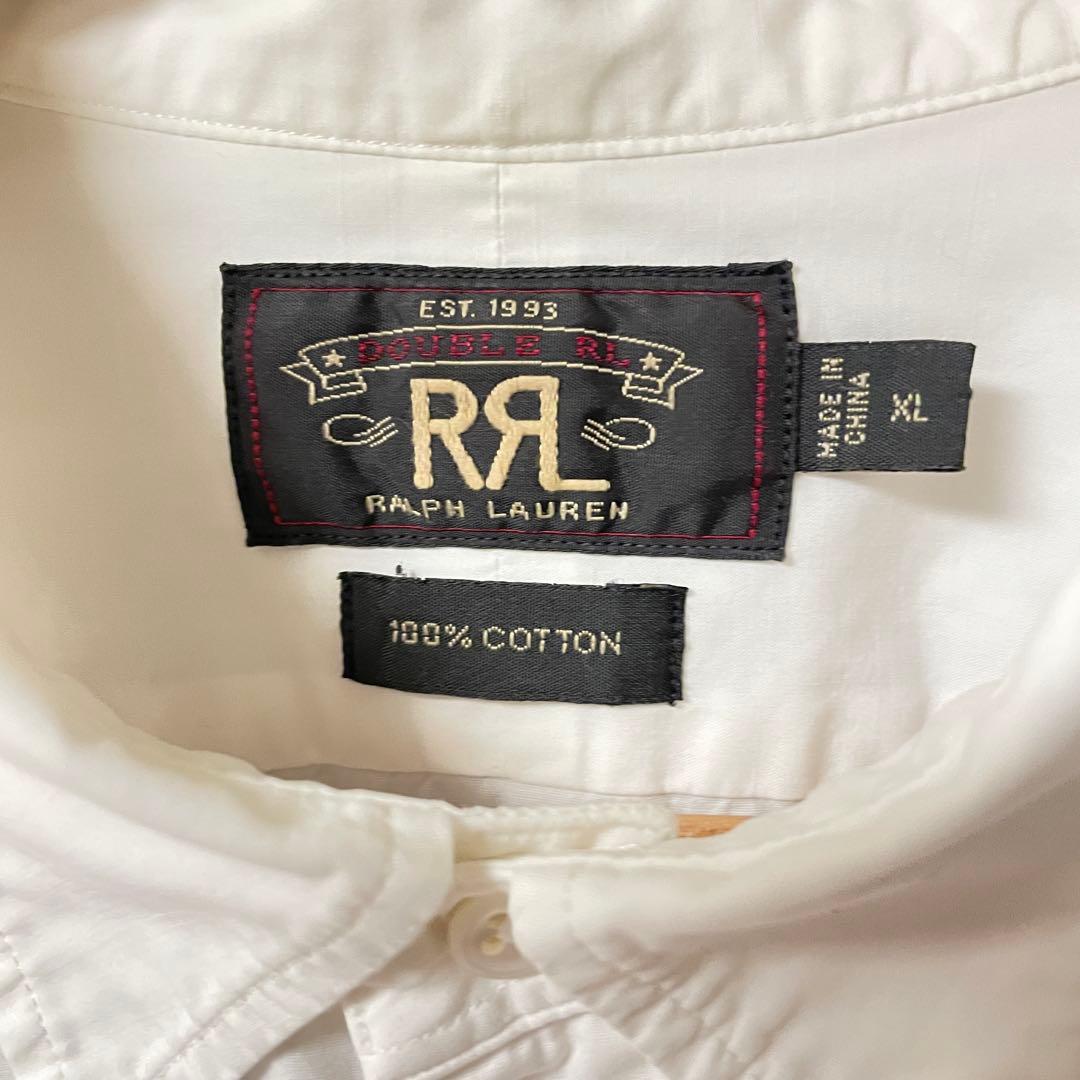 EST. 1993
DOUBLE RL
RRL
RALPH LAUREN
MADE IN
CHINA
XL
100% COTTON